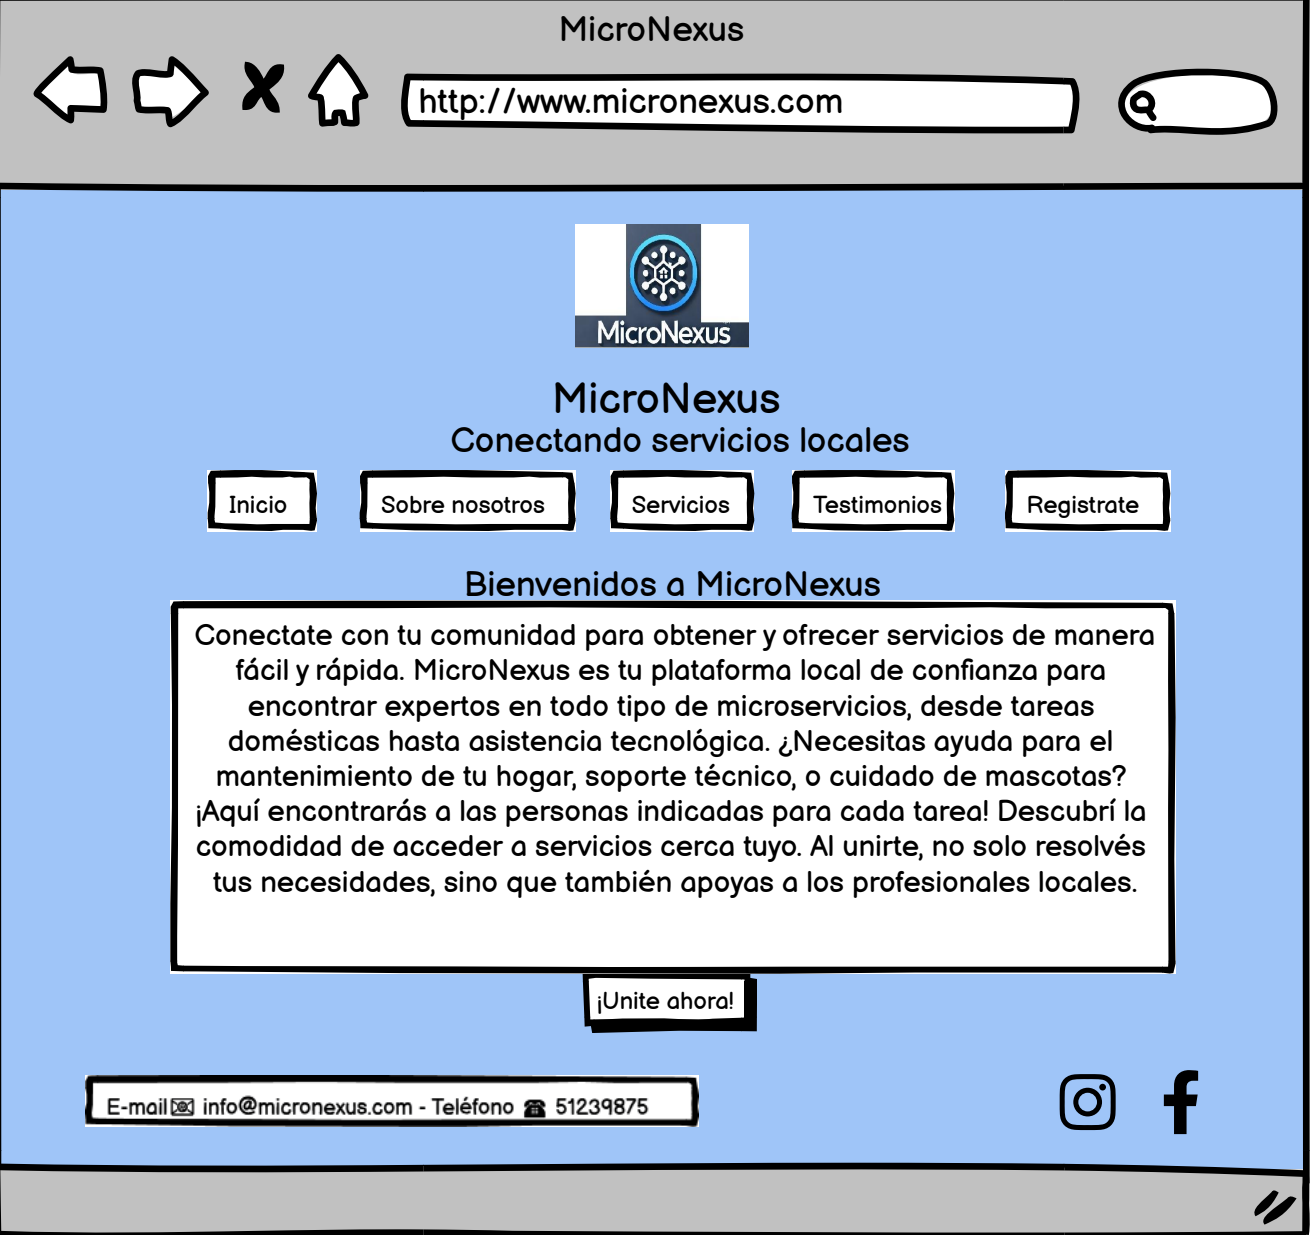 MicroNexus
http://www.micronexus.com
MicroNexus
MicroNexus
Conectando servicios locales
Inicio
Sobre nosotros
Servicios
Testimonios
Registrate
Bienvenidos a MicroNexus
Conectate con tu comunidad para obtener y ofrecer servicios de manera
fácil y rápida. MicroNexus es tu plataforma local de confianza para
encontrar expertos en todo tipo de microservicios, desde tareas
domésticas hasta asistencia tecnológica. ¿Necesitas ayuda para el
mantenimiento de tu hogar, soporte técnico, o cuidado de mascotas?
¡Aquí encontrarás a las personas indicadas para cada tarea! Descubrí la
comodidad de acceder a servicios cerca tuyo. Al unirte, no solo resolvés
tus necesidades, sino que también apoyas a los profesionales locales.
¡Unite ahora!
E-mail📧 info@micronexus.com - Teléfono ☎ 51239875